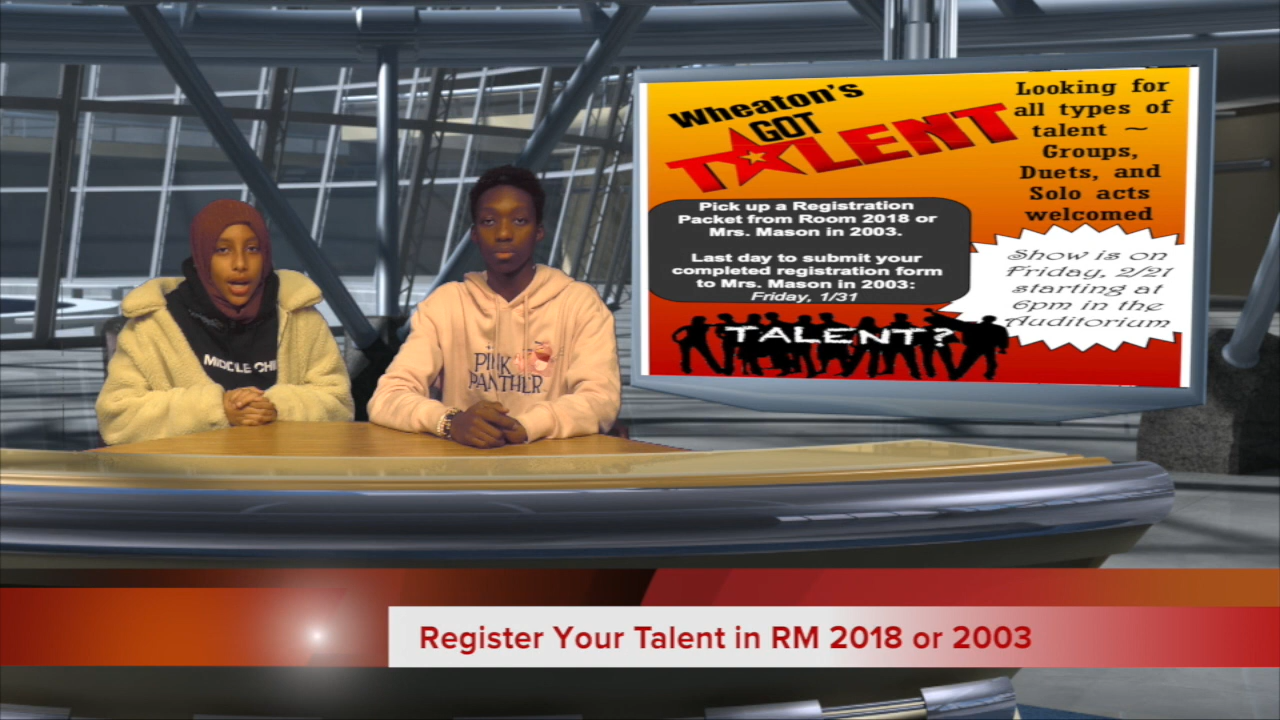 Wheaton's
GOT
TALENT
Looking for
all types of
talent ~
Groups,
Duets, and
Solo acts
welcomed
Pick up a Registration
Packet from Room 2018 or
Mrs. Mason in 2003.
Last day to submit your
completed registration form
to Mrs. Mason in 2003:
Friday, 1/31
Show is on
Friday, 2/21
starting at
6pm in the
Auditorium
TALENT?
MIDDLE CHI
PINK
PANTHER
Register Your Talent in RM 2018 or 2003